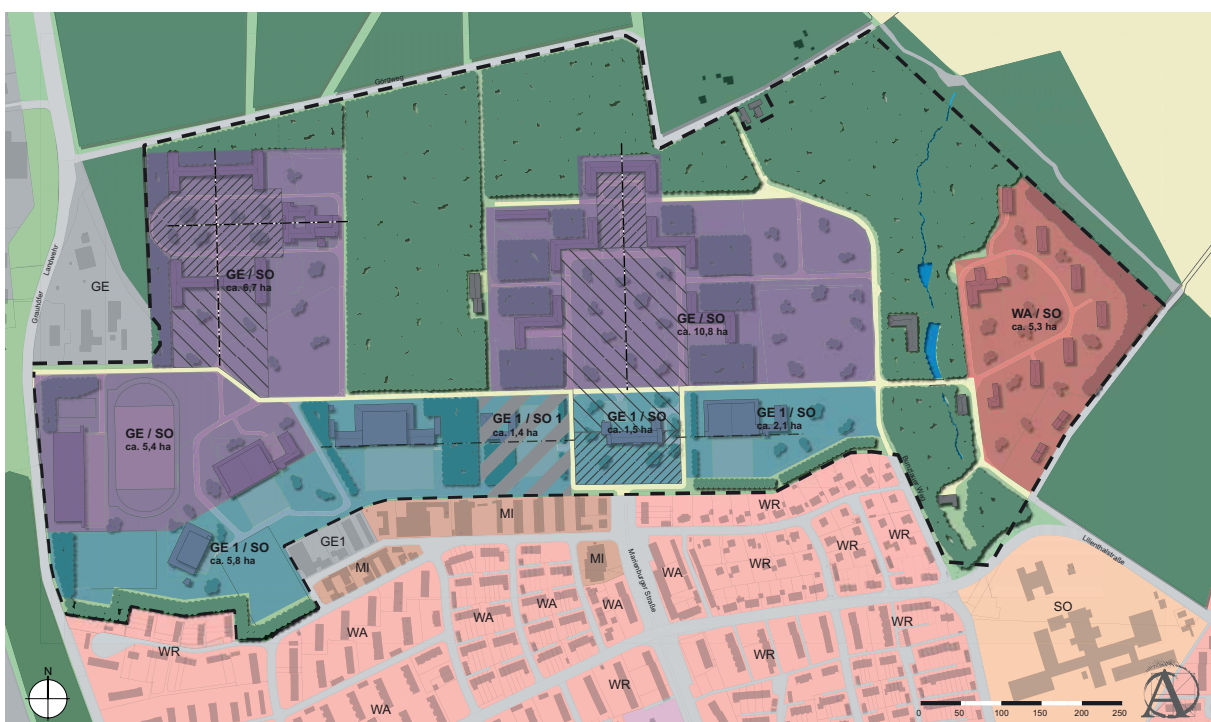 Görgweg
Grauhöfer Landwehr
GE
GE / SO
ca. 6,7 ha
GE / SO
ca. 10,8 ha
WA / SO
ca. 5,3 ha
GE / SO
ca. 5,4 ha
GE 1 / SO 1
ca. 1,4 ha
GE 1 / SO
ca. 1,5 ha
GE 1 / SO
ca. 2,1 ha
GE 1 / SO
ca. 5,8 ha
GE1
MI
MI
MI
WR
WR
WR
WR
WA
WA
WA
WA
WA
WR
WR
WR
WR
WA
Marienburger Straße
Lilienthalstraße
SO
N
0 50 100 150 200 250
A